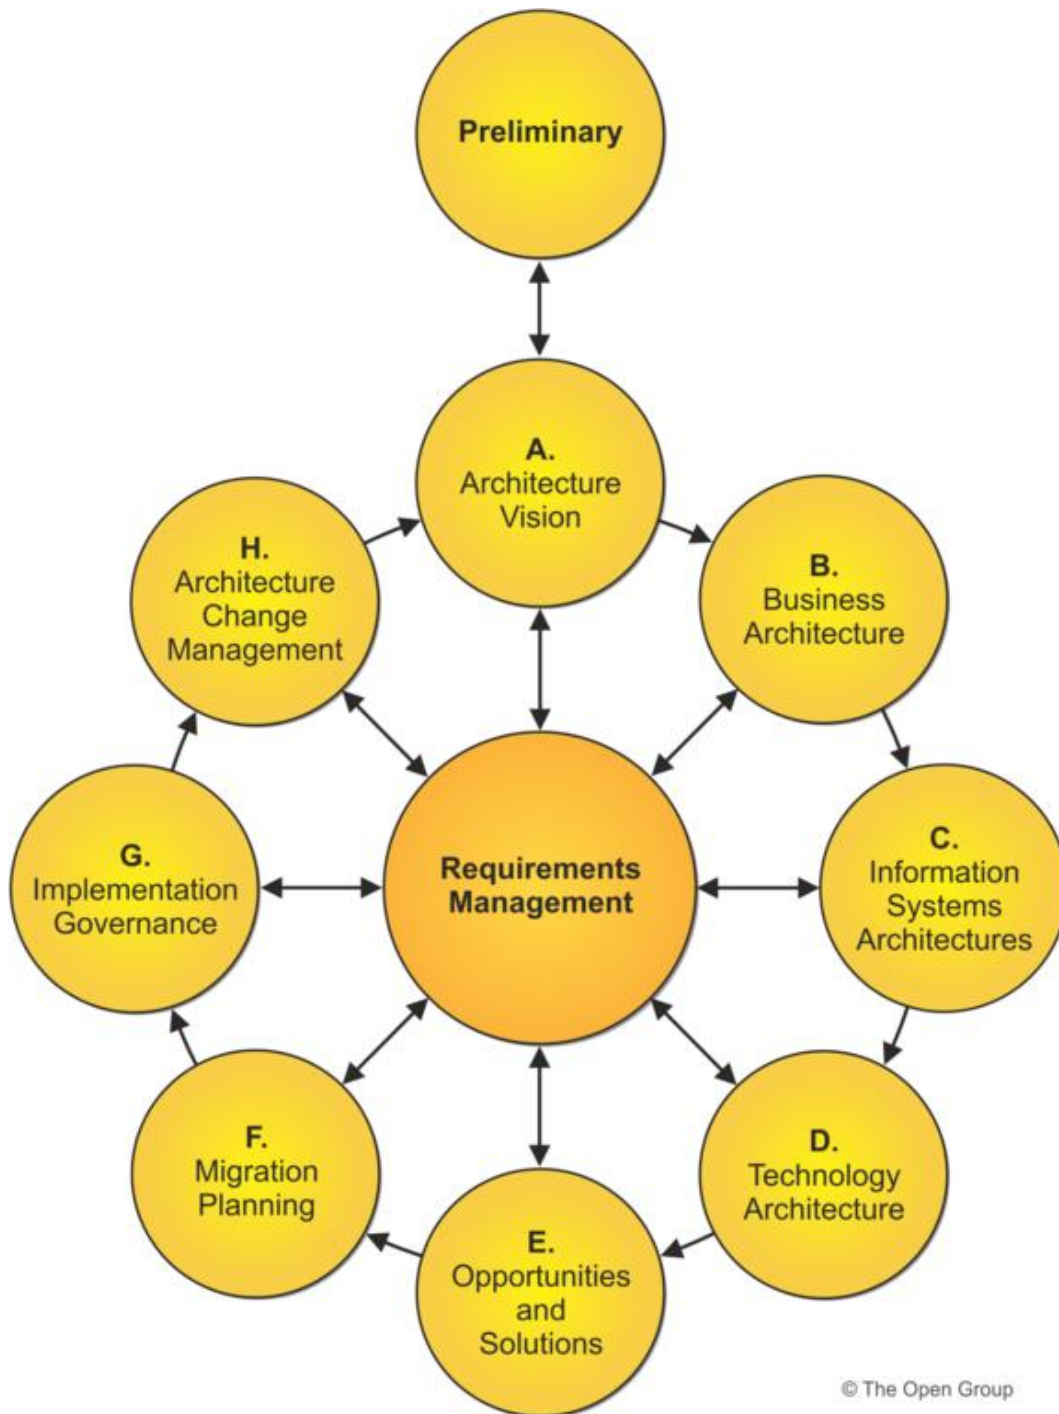 Preliminary
A.
Architecture
Vision
B.
Business
Architecture
C.
Information
Systems
Architectures
D.
Technology
Architecture
E.
Opportunities
and
Solutions
F.
Migration
Planning
G.
Implementation
Governance
H.
Architecture
Change
Management
Requirements
Management
© The Open Group